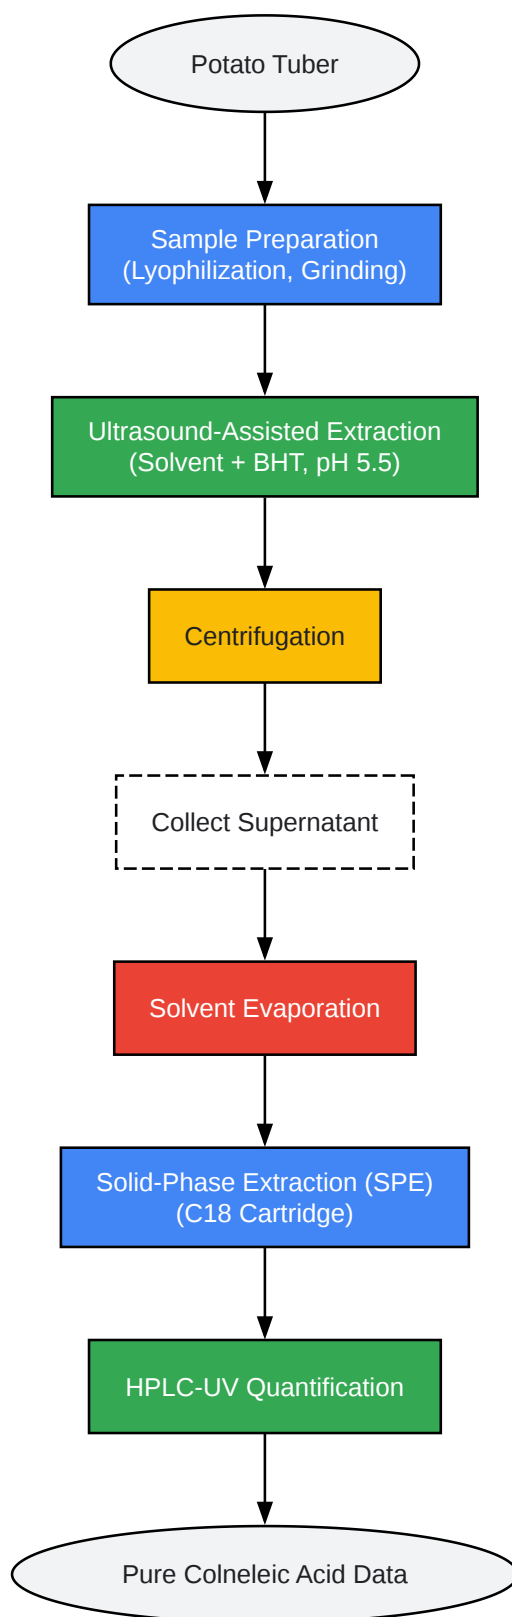 Potato Tuber
Sample Preparation
(Lyophilization, Grinding)
Ultrasound-Assisted Extraction
(Solvent + BHT, pH 5.5)
Centrifugation
Collect Supernatant
Solvent Evaporation
Solid-Phase Extraction (SPE)
(C18 Cartridge)
HPLC-UV Quantification
Pure Colneleic Acid Data